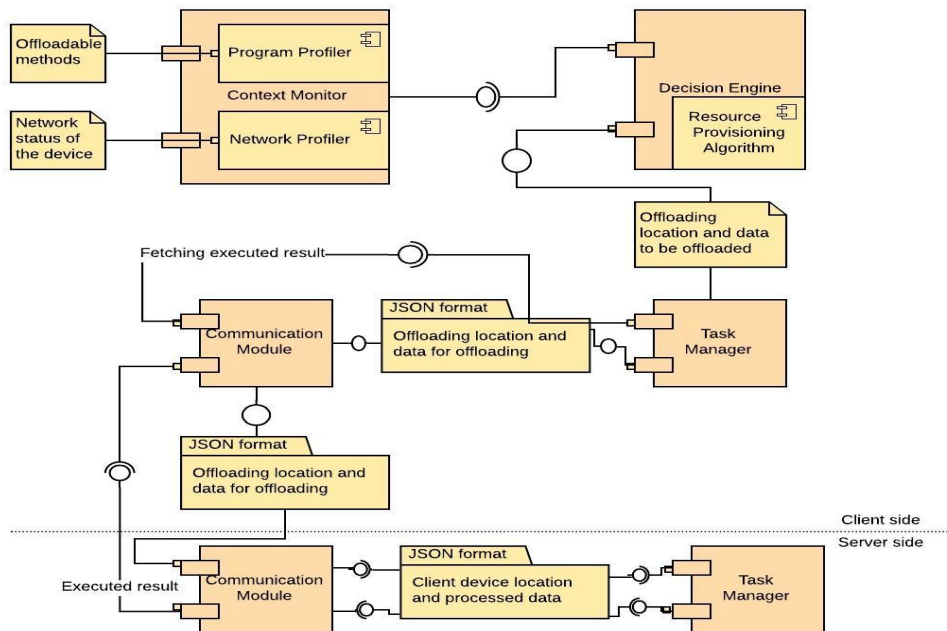 Offloadable
methods
Program Profiler
Context Monitor
Network Profiler
Network
status of
the device
Decision Engine
Resource
Provisioning
Algorithm
Offloading
location and data
to be offloaded
Fetching executed result
Communication
Module
JSON format
Offloading location and
data for offloading
Task
Manager
JSON format
Offloading location and
data for offloading
Client side
Server side
Executed result
Communication
Module
JSON format
Client device location
and processed data
Task
Manager